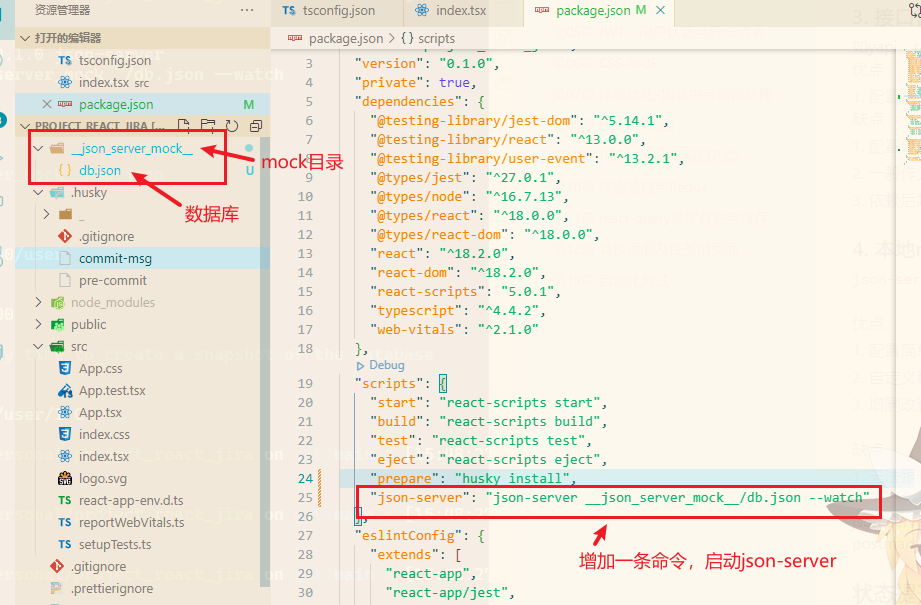 资源管理器
打开的编辑器
TS tsconfig.json
index.tsx src
package.json M
PROJECT_REACT_JIRA [...
__json_server_mock__
mock目录
{} db.json U
数据库
.husky
_
.gitignore
commit-msg
pre-commit
node_modules
public
src
App.css
App.test.tsx
App.tsx
index.css
index.tsx
logo.svg
TS react-app-env.d.ts
TS reportWebVitals.ts
TS setupTests.ts
.gitignore
.prettierignore
TS tsconfig.json
index.tsx
package.json M
package.json > {} scripts
3 "version": "0.1.0",
4 "private": true,
5 "dependencies": {
6 "@testing-library/jest-dom": "^5.14.1",
7 "@testing-library/react": "^13.0.0",
8 "@testing-library/user-event": "^13.2.1",
9 "@types/jest": "^27.0.1",
10 "@types/node": "^16.7.13",
11 "@types/react": "^18.0.0",
12 "@types/react-dom": "^18.0.0",
13 "react": "^18.2.0",
14 "react-dom": "^18.2.0",
15 "react-scripts": "5.0.1",
16 "typescript": "^4.4.2",
17 "web-vitals": "^2.1.0"
18 },
Debug
19 "scripts": {
20 "start": "react-scripts start",
21 "build": "react-scripts build",
22 "test": "react-scripts test",
23 "eject": "react-scripts eject",
24 "prepare": "husky install",
25 "json-server": "json-server __json_server_mock__/db.json --watch"
26 },
27 "eslintConfig": {
28 "extends": [
29 "react-app",
30 "react-app/jest",
增加一条命令，启动json-server